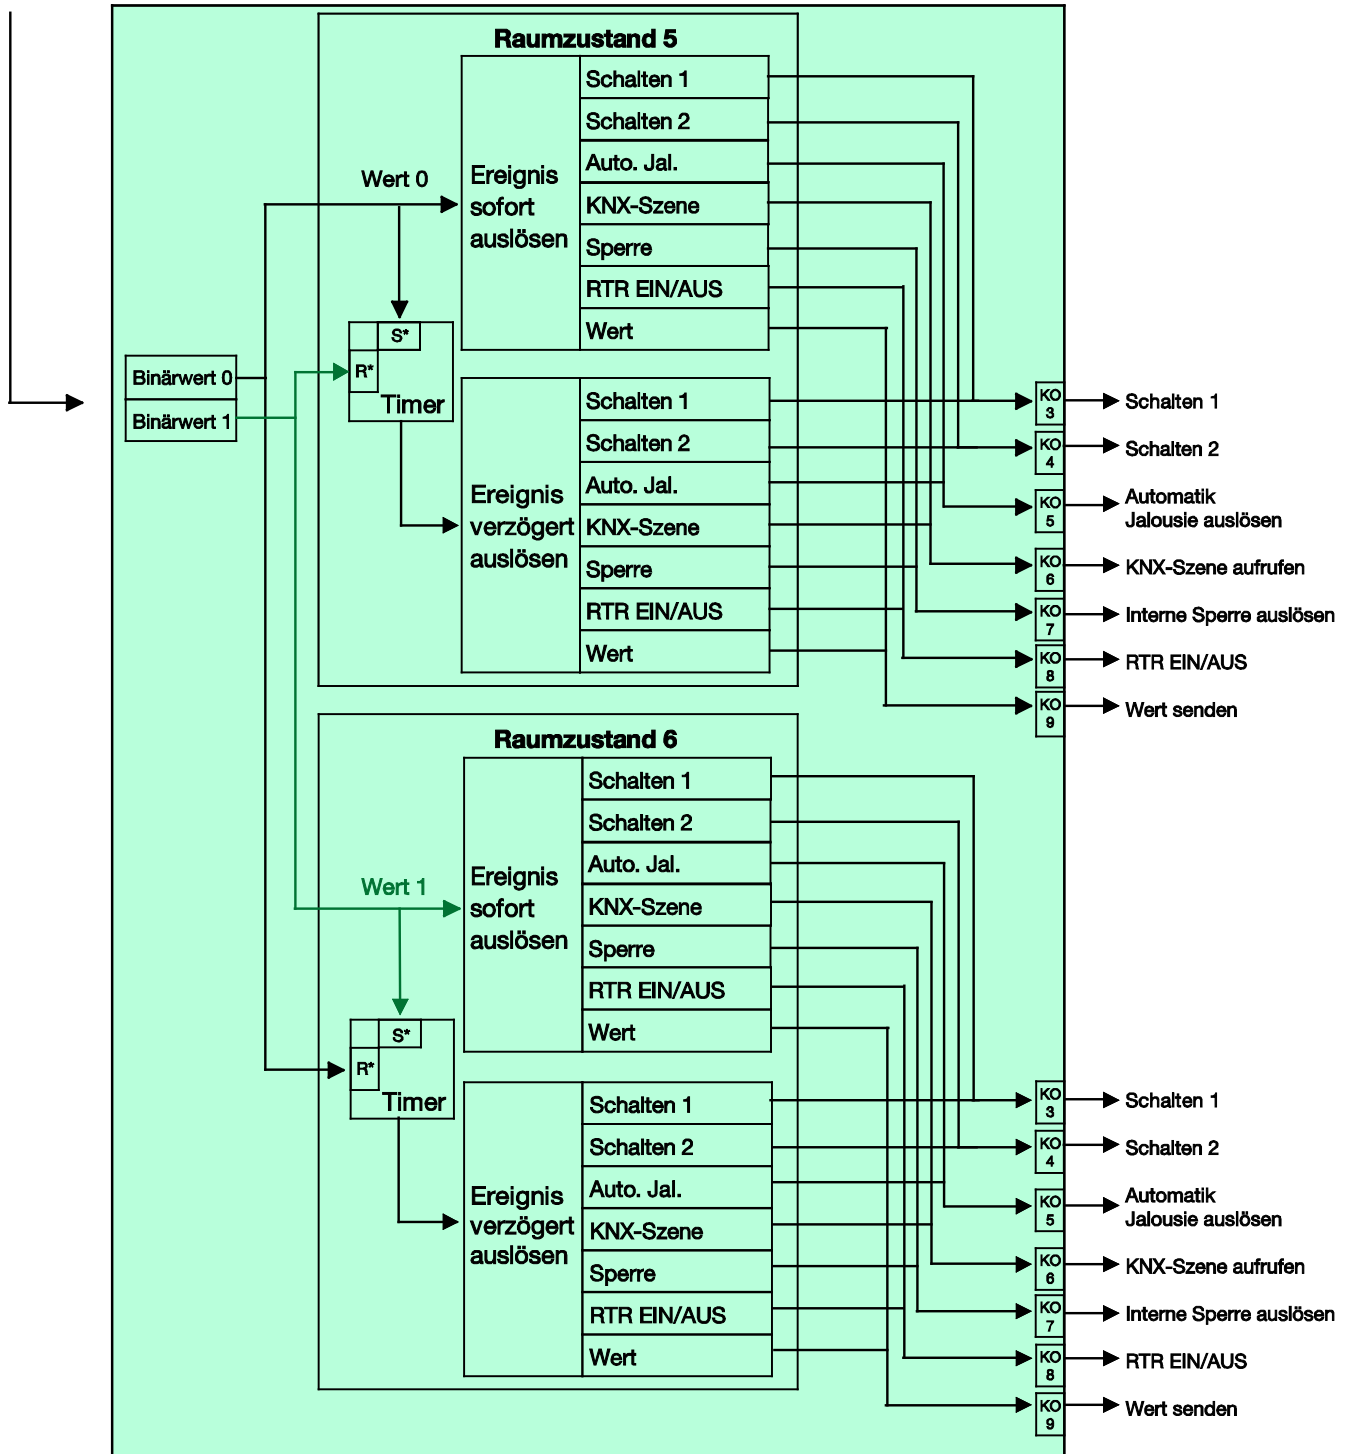 Raumzustand 5
Schalten 1
Schalten 2
Auto. Jal.
KNX-Szene
Sperre
RTR EIN/AUS
Wert
Ereignis
sofort
auslösen
Wert 0
S*
R*
Timer
Binärwert 0
Binärwert 1
Ereignis
verzögert
auslösen
Schalten 1
Schalten 2
Auto. Jal.
KNX-Szene
Sperre
RTR EIN/AUS
Wert
KO
3
Schalten 1
KO
4
Schalten 2
KO
5
Automatik
Jalousie auslösen
KO
6
KNX-Szene aufrufen
KO
7
Interne Sperre auslösen
KO
8
RTR EIN/AUS
KO
9
Wert senden
Raumzustand 6
Schalten 1
Schalten 2
Auto. Jal.
KNX-Szene
Sperre
RTR EIN/AUS
Wert
Ereignis
sofort
auslösen
Wert 1
S*
R*
Timer
Ereignis
verzögert
auslösen
Schalten 1
Schalten 2
Auto. Jal.
KNX-Szene
Sperre
RTR EIN/AUS
Wert
KO
3
Schalten 1
KO
4
Schalten 2
KO
5
Automatik
Jalousie auslösen
KO
6
KNX-Szene aufrufen
KO
7
Interne Sperre auslösen
KO
8
RTR EIN/AUS
KO
9
Wert senden